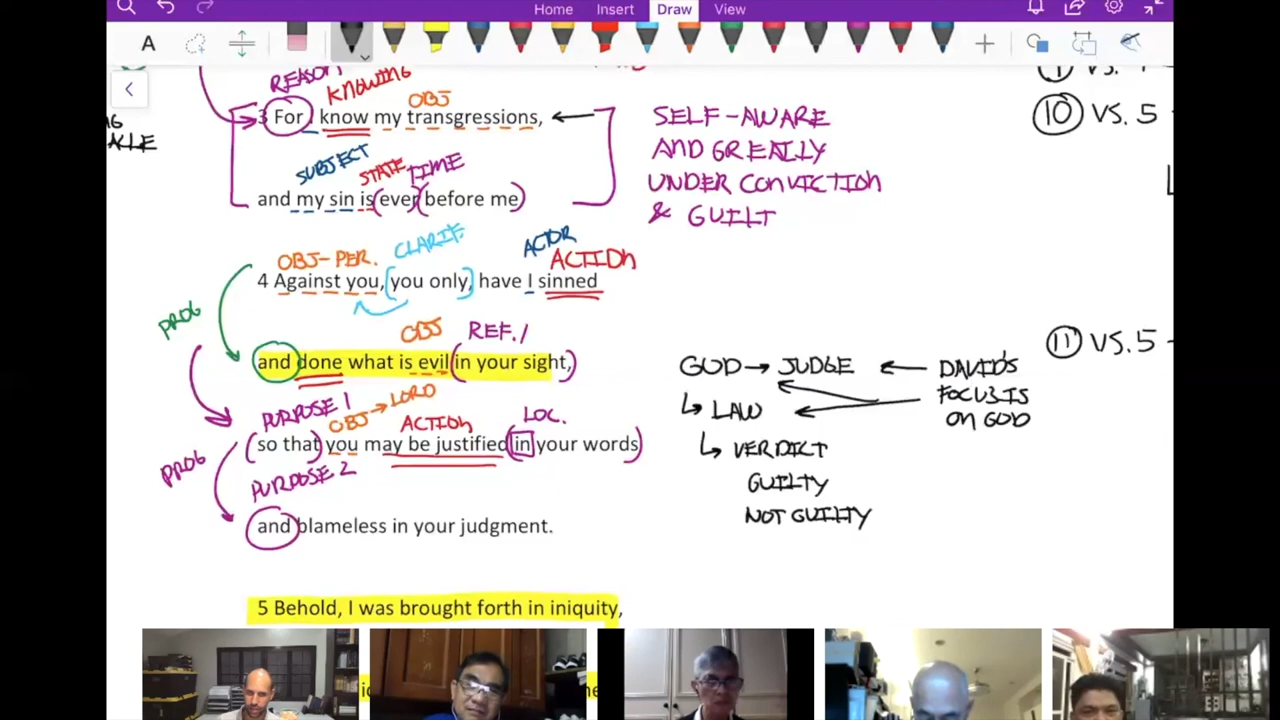 Home Insert Draw View
A
REASON KNOWING OBJ
3 For I know my transgressions,
SUBJECT STATE TIME
and my sin is (ever) (before me)
SELF-AWARE
AND GREALLY
UNDER CONVICTION
& GUILT
10 VS. 5
OBJ-PER. CLARIF. ACTOR ACTION
4 Against you, (you only,) have I sinned
PROG
OBJ REF. 1
and done what is evil (in your sight,)
GOD → JUDGE ← DAVID'S
FOCUS IS
ON GOD
↳ LAW
↳ VERDICT
GUILTY
NOT GUILTY
11 VS. 5 -
PURPOSE 1 OBJ → LORD ACTION LOC.
(so that) you may be justified (in your words)
PROG
PURPOSE 2
and blameless in your judgment.
5 Behold, I was brought forth in iniquity,